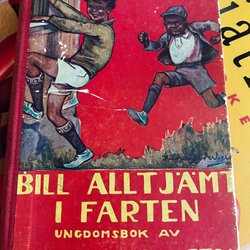 BILL ALLTJÄMT
I FARTEN
UNGDOMSBOK AV